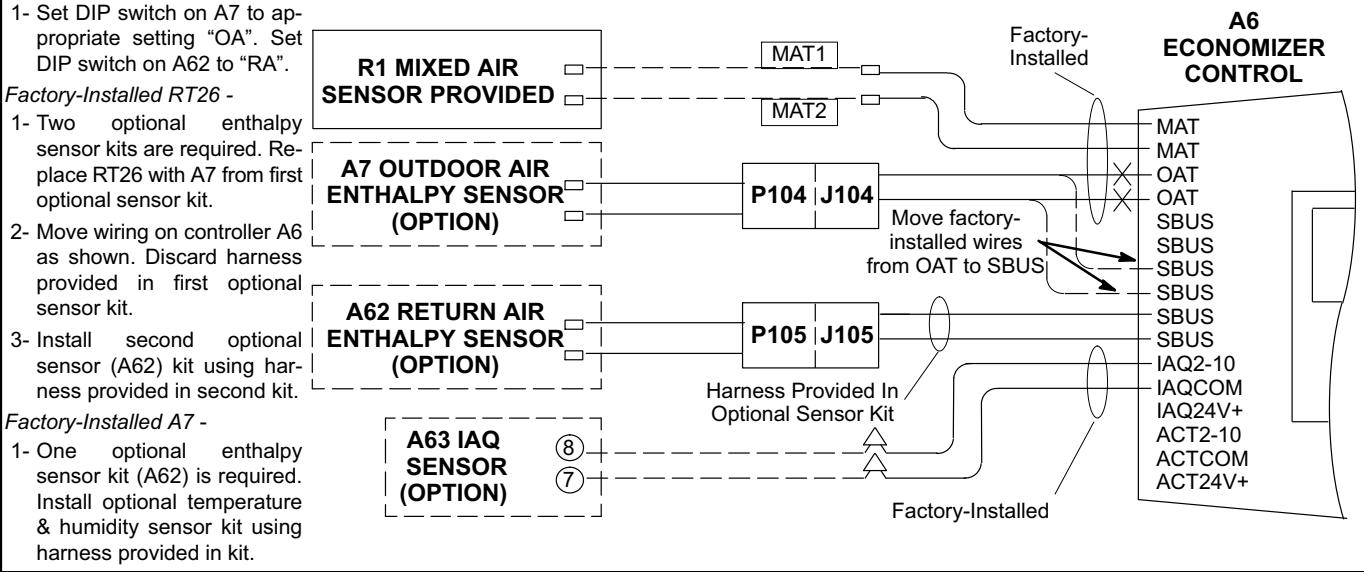 1- Set DIP switch on A7 to ap-
propriate setting “OA”. Set
DIP switch on A62 to “RA”.
Factory-Installed RT26 -
1- Two optional enthalpy
sensor kits are required. Re-
place RT26 with A7 from first
optional sensor kit.
2- Move wiring on controller A6
as shown. Discard harness
provided in first optional
sensor kit.
3- Install second optional
sensor (A62) kit using har-
ness provided in second kit.
Factory-Installed A7 -
1- One optional enthalpy
sensor kit (A62) is required.
Install optional temperature
& humidity sensor kit using
harness provided in kit.
R1 MIXED AIR
SENSOR PROVIDED
MAT1
MAT2
A7 OUTDOOR AIR
ENTHALPY SENSOR
(OPTION)
P104 J104
A62 RETURN AIR
ENTHALPY SENSOR
(OPTION)
P105 J105
A63 IAQ
SENSOR
(OPTION)
8
7
Factory-
Installed
Move factory-
installed wires
from OAT to SBUS
Harness Provided In
Optional Sensor Kit
Factory-Installed
A6
ECONOMIZER
CONTROL
MAT
MAT
OAT
OAT
SBUS
SBUS
SBUS
SBUS
SBUS
SBUS
IAQ2-10
IAQCOM
IAQ24V+
ACT2-10
ACTCOM
ACT24V+